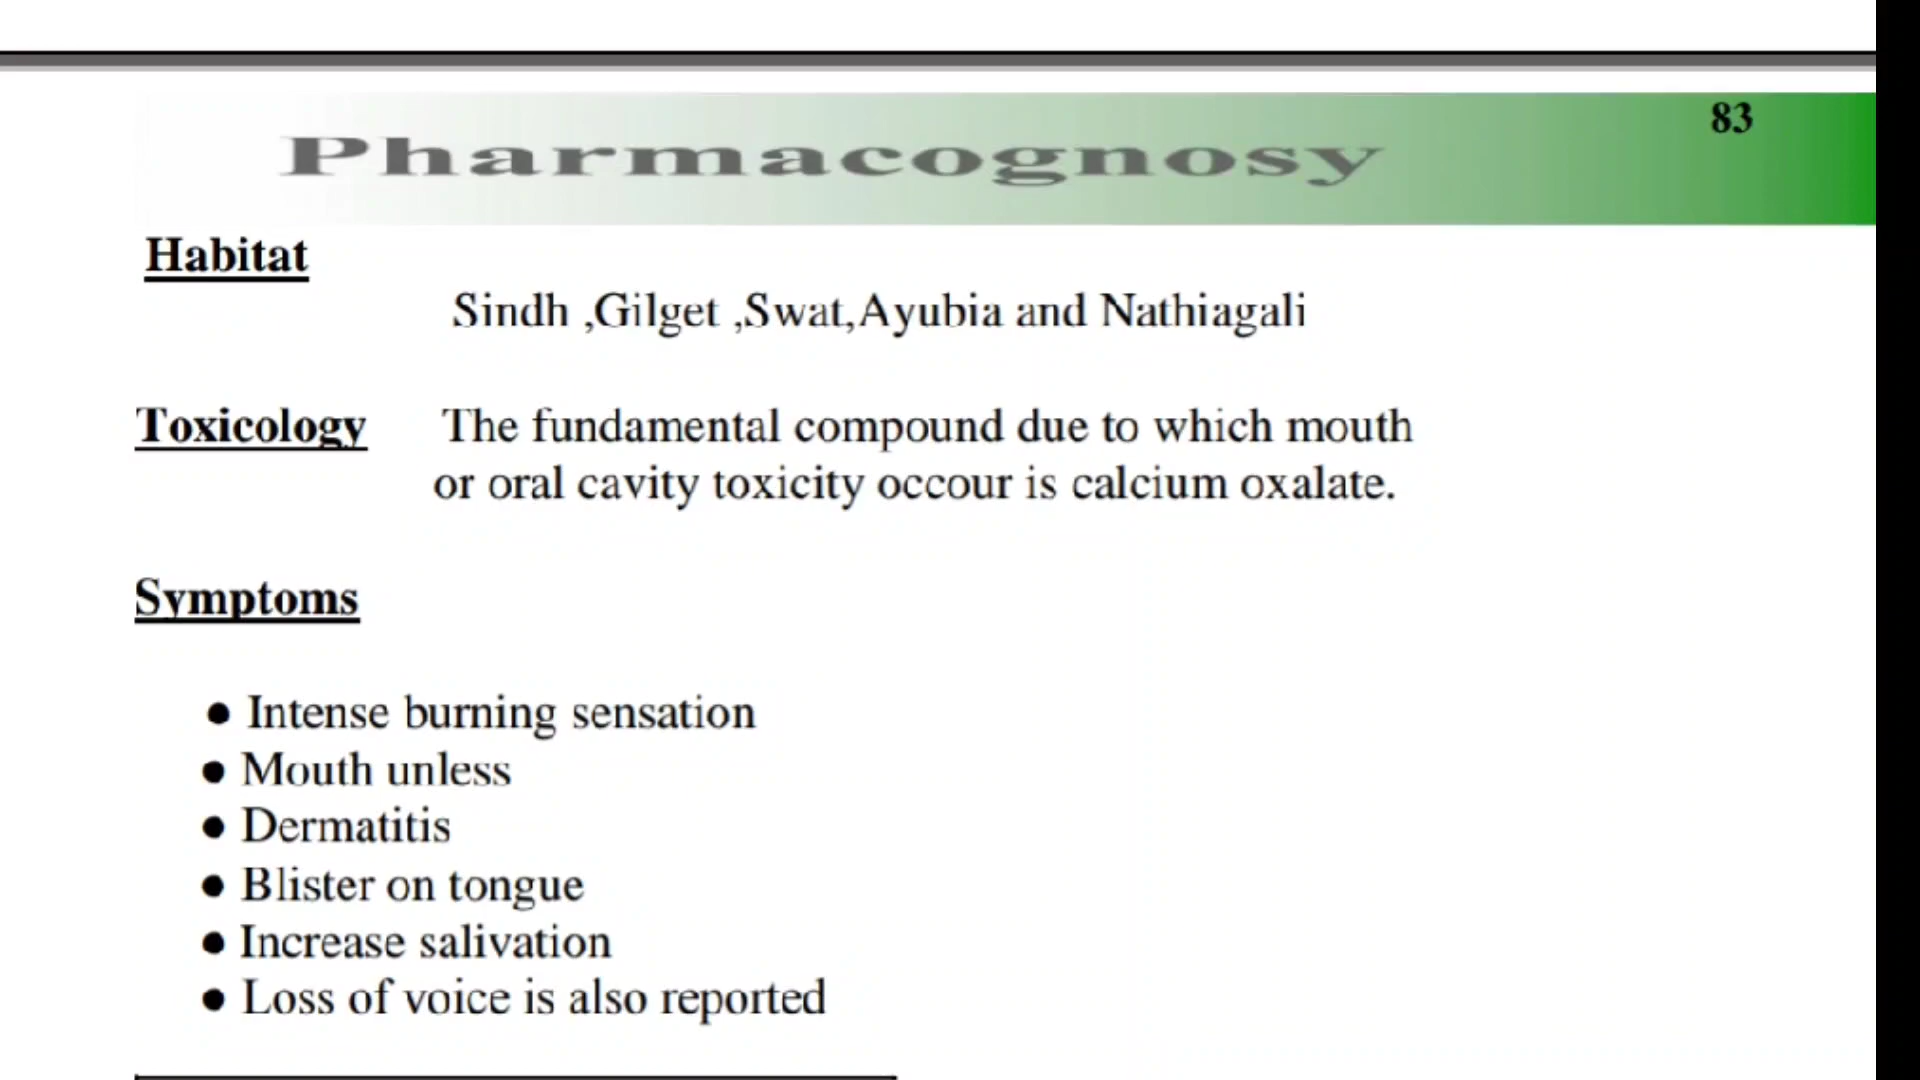 83
Pharmacognosy
Habitat
Sindh ,Gilget ,Swat,Ayubia and Nathiagali
Toxicology The fundamental compound due to which mouth
or oral cavity toxicity occour is calcium oxalate.
Symptoms
● Intense burning sensation
● Mouth unless
● Dermatitis
● Blister on tongue
● Increase salivation
● Loss of voice is also reported